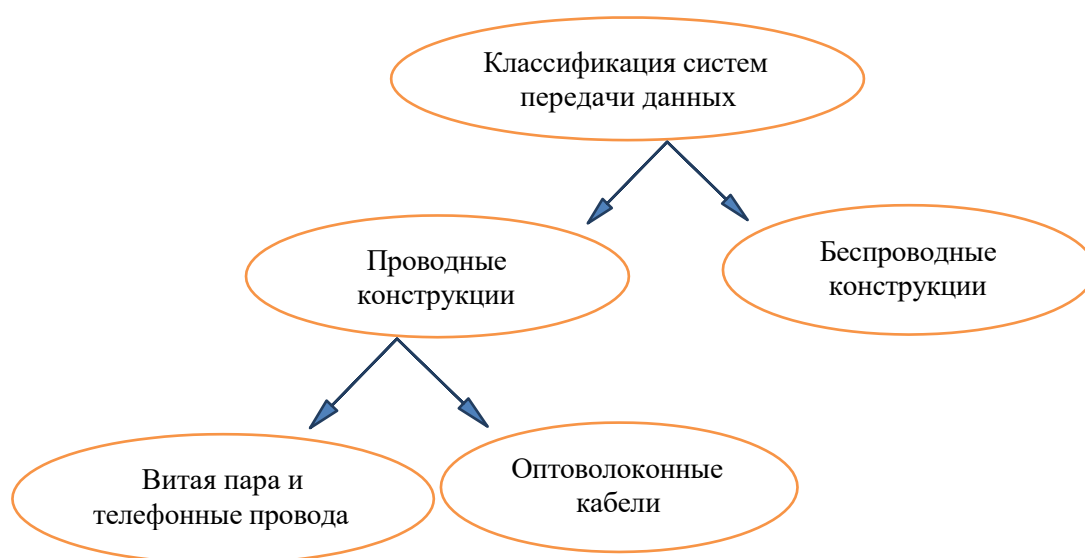 Классификация систем
передачи данных
Проводные
конструкции
Беспроводные
конструкции
Витая пара и
телефонные провода
Оптоволоконные
кабели